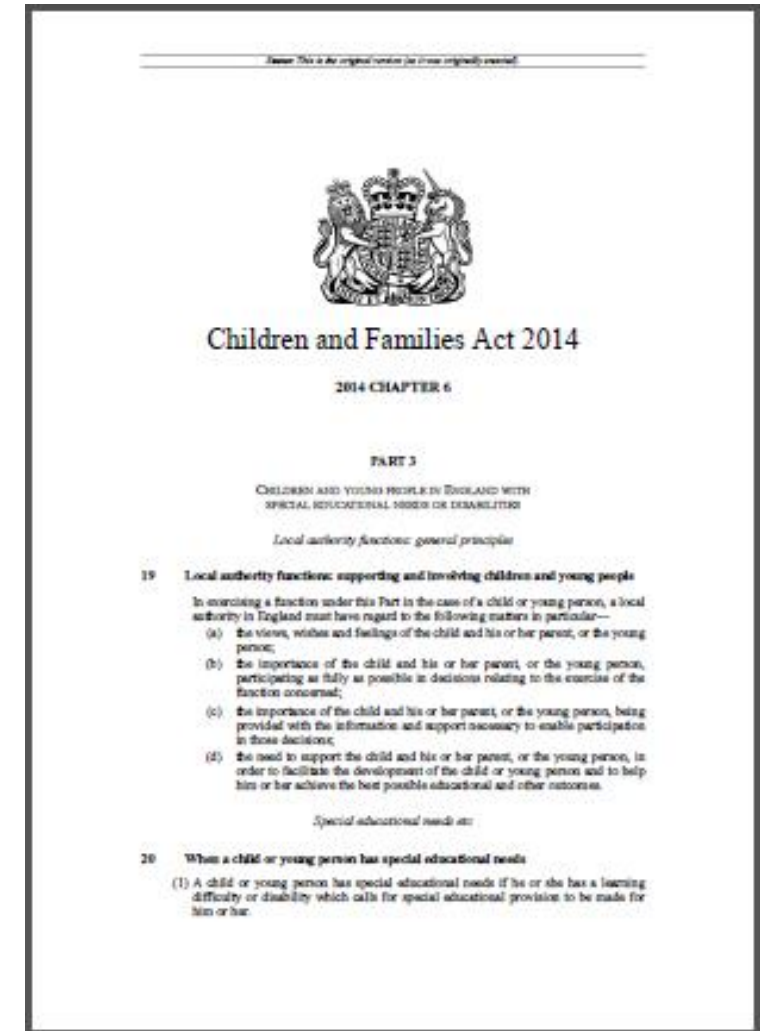 Status: This is the original version (as it was originally enacted).
Children and Families Act 2014
2014 CHAPTER 6
PART 3
CHILDREN AND YOUNG PEOPLE IN ENGLAND WITH
SPECIAL EDUCATIONAL NEEDS OR DISABILITIES
Local authority functions: general principles
19 Local authority functions: supporting and involving children and young people
In exercising a function under this Part in the case of a child or young person, a local
authority in England must have regard to the following matters in particular—
(a) the views, wishes and feelings of the child and his or her parent, or the young
person;
(b) the importance of the child and his or her parent, or the young person,
participating as fully as possible in decisions relating to the exercise of the
function concerned;
(c) the importance of the child and his or her parent, or the young person, being
provided with the information and support necessary to enable participation
in those decisions;
(d) the need to support the child and his or her parent, or the young person, in
order to facilitate the development of the child or young person and to help
him or her achieve the best possible educational and other outcomes.
Special educational needs etc
20 When a child or young person has special educational needs
(1) A child or young person has special educational needs if he or she has a learning
difficulty or disability which calls for special educational provision to be made for
him or her.